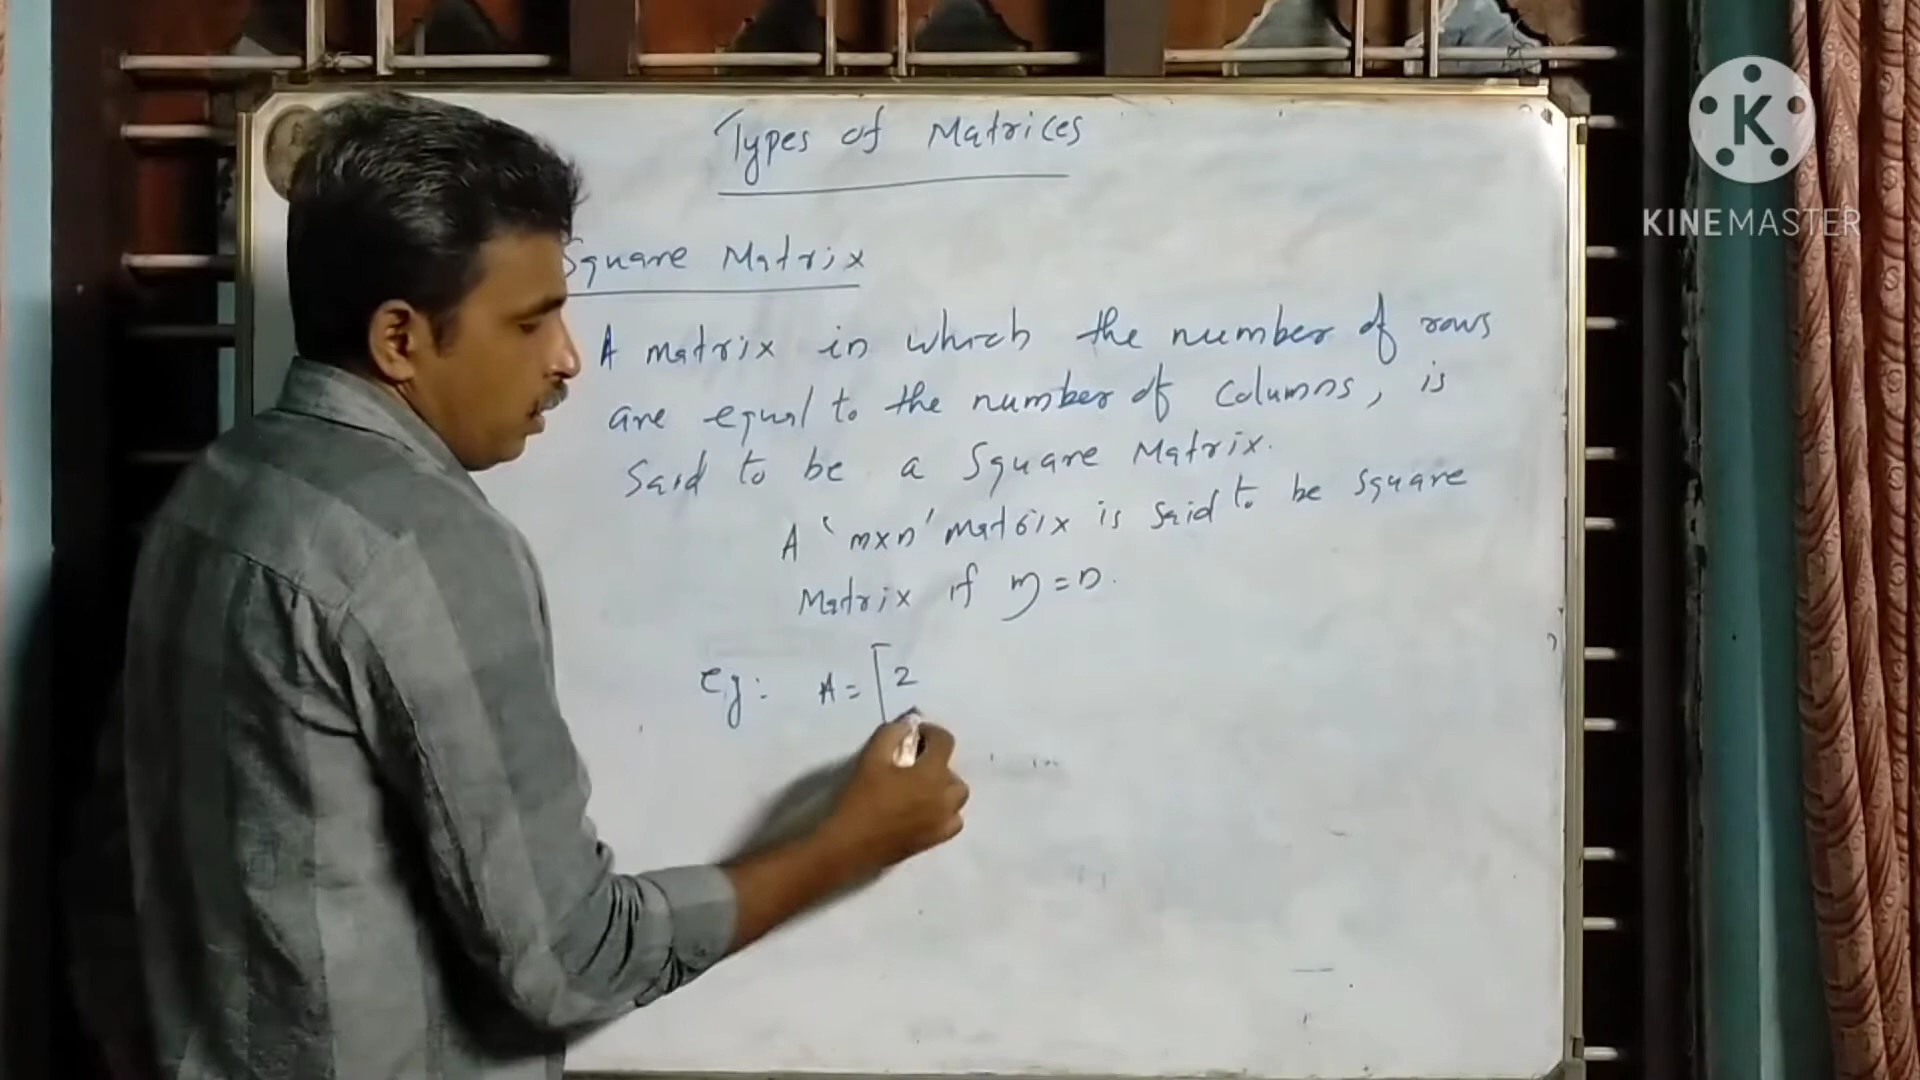 Types of Matrices
K
KINEMASTER
Square Matrix
A matrix in which the number of rows
are equal to the number of columns, is
said to be a Square Matrix.
A 'mxn' matrix is said to be square
Matrix if m=n.
eg: A = [2